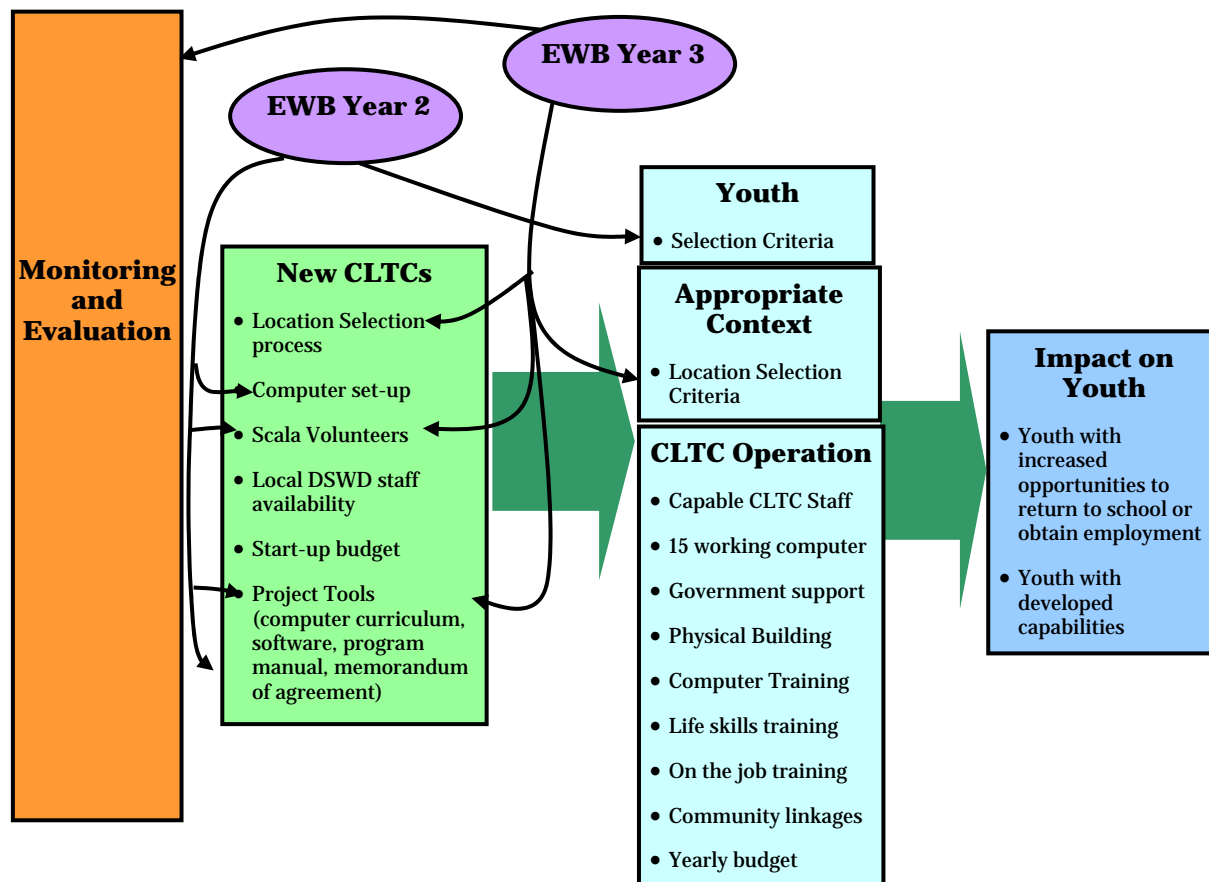 EWB Year 3
EWB Year 2
Monitoring
and
Evaluation
New CLTCs
• Location Selection
process
• Computer set-up
• Scala Volunteers
• Local DSWD staff
availability
• Start-up budget
• Project Tools
(computer curriculum,
software, program
manual, memorandum
of agreement)
Youth
• Selection Criteria
Appropriate
Context
• Location Selection
Criteria
CLTC Operation
• Capable CLTC Staff
• 15 working computer
• Government support
• Physical Building
• Computer Training
• Life skills training
• On the job training
• Community linkages
• Yearly budget
Impact on
Youth
• Youth with
increased
opportunities to
return to school or
obtain employment
• Youth with
developed
capabilities